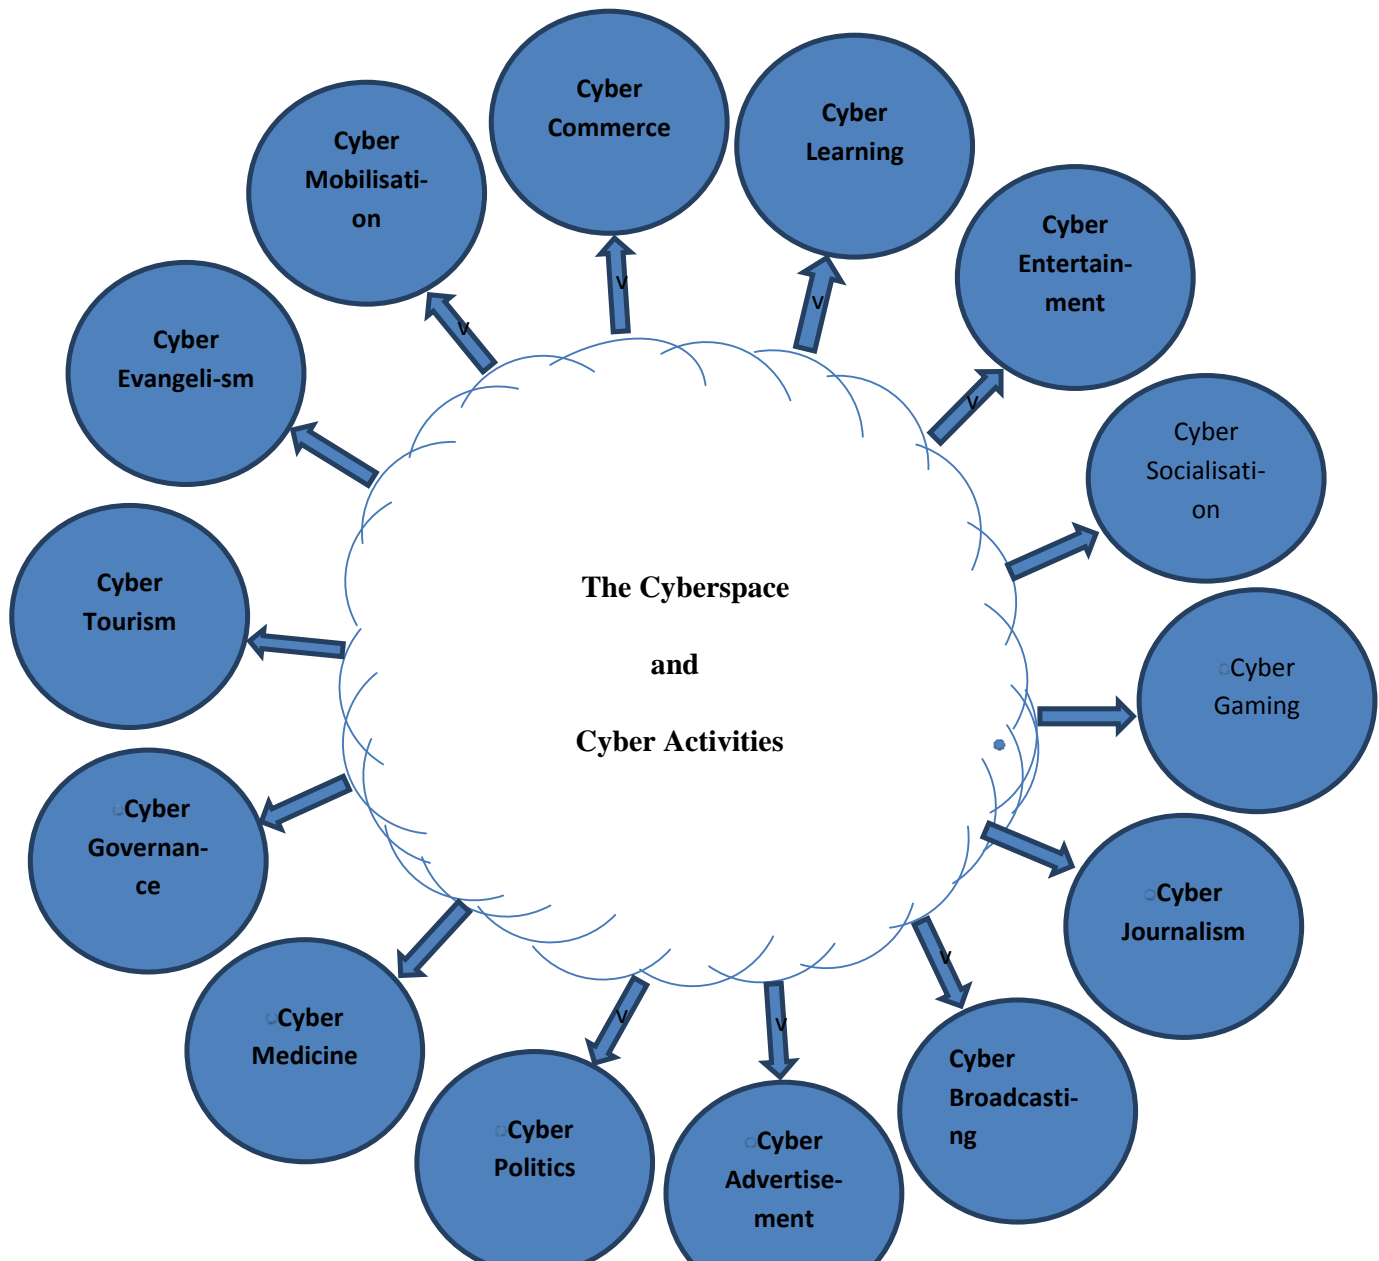 Cyber
Commerce
Cyber
Learning
Cyber
Mobilisati-
on
Cyber
Entertain-
ment
v
v
v
v
Cyber
Evangeli-sm
Cyber
Socialisati-
on
Cyber
Tourism
The Cyberspace
and
Cyber Activities
Cyber
Gaming
Cyber
Governan-
ce
Cyber
Journalism
v
Cyber
Medicine
v
v
Cyber
Broadcasti-
ng
Cyber
Politics
Cyber
Advertise-
ment